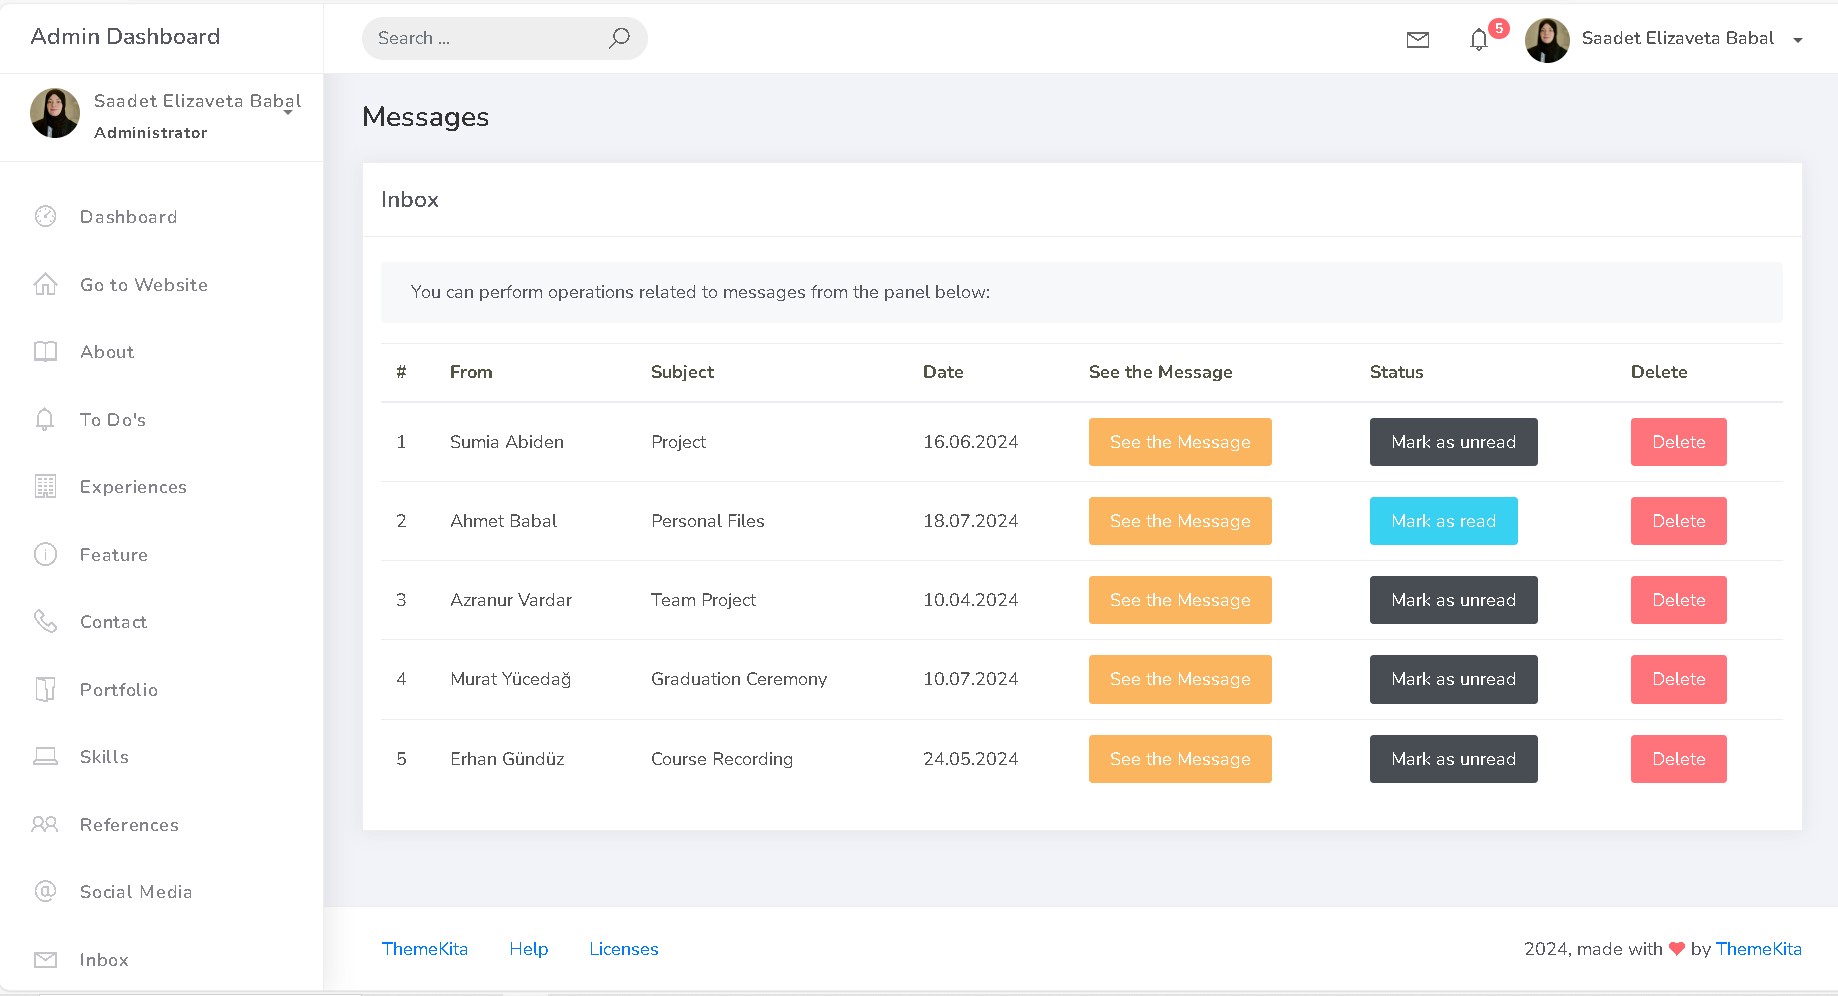 Admin Dashboard
Search ...
5
Saadet Elizaveta Babal
Saadet Elizaveta Babal
Administrator
Dashboard
Go to Website
About
To Do's
Experiences
Feature
Contact
Portfolio
Skills
References
Social Media
Inbox
Messages
Inbox
You can perform operations related to messages from the panel below:
# From Subject Date See the Message Status Delete
1 Sumia Abiden Project 16.06.2024 See the Message Mark as unread Delete
2 Ahmet Babal Personal Files 18.07.2024 See the Message Mark as read Delete
3 Azranur Vardar Team Project 10.04.2024 See the Message Mark as unread Delete
4 Murat Yücedağ Graduation Ceremony 10.07.2024 See the Message Mark as unread Delete
5 Erhan Gündüz Course Recording 24.05.2024 See the Message Mark as unread Delete
ThemeKita Help Licenses
2024, made with ❤ by ThemeKita